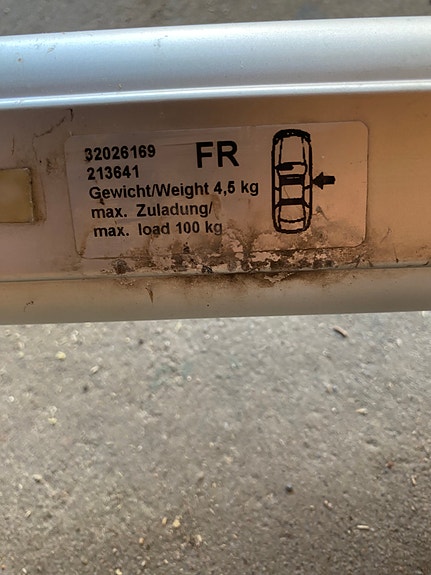 32026169 FR
213641
Gewicht/Weight 4,5 kg
max. Zuladung/
max. load 100 kg